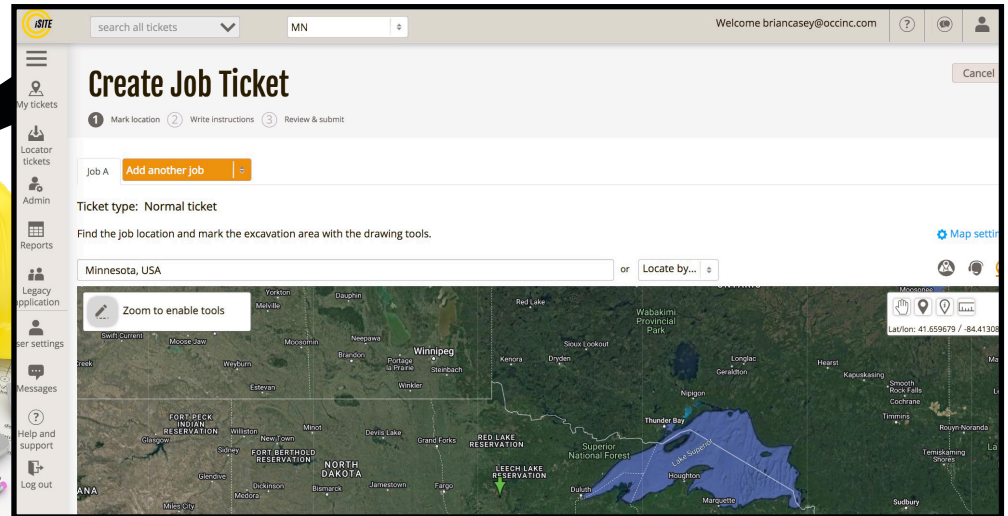 iSITE
search all tickets
MN
Welcome briancasey@occinc.com
?
Create Job Ticket
Cancel
1 Mark location 2 Write instructions 3 Review & submit
My tickets
Locator
tickets
Admin
Reports
Legacy
application
ser settings
Messages
?
Help and
support
Log out
Job A
Add another job
Ticket type: Normal ticket
Find the job location and mark the excavation area with the drawing tools.
Map settin
Minnesota, USA
or
Locate by...
Zoom to enable tools
Lat/lon: 41.659679 / -84.41308
Yorkton
Melville
Dauphin
Red Lake
Wabakimi
Provincial
Park
Moosonee
Swift Current
Moose Jaw
Moosomin
Neepawa
Sioux Lookout
Brandon
Portage
la Prairie
Winnipeg
Steinbach
Kenora
Dryden
Longlac
Geraldton
Hearst
Kapuskasing
reek
Weyburn
Estevan
Winkler
Nipigon
Smooth
Rock Falls
Cochrane
Timmins
Rouyn-Noranda
FORT PECK
INDIAN
RESERVATION
Glasgow
Williston
New Town
Minot
Devils Lake
Grand Forks
RED LAKE
RESERVATION
Thunder Bay
Superior
National Forest
Lake Superior
Temiskaming
Shores
Sidney
FORT BERTHOLD
RESERVATION
NORTH
DAKOTA
LEECH LAKE
RESERVATION
Houghton
Glendive
Dickinson
Medora
Bismarck
Jamestown
Fargo
Duluth
Marquette
Sudbury
ANA
Miles City